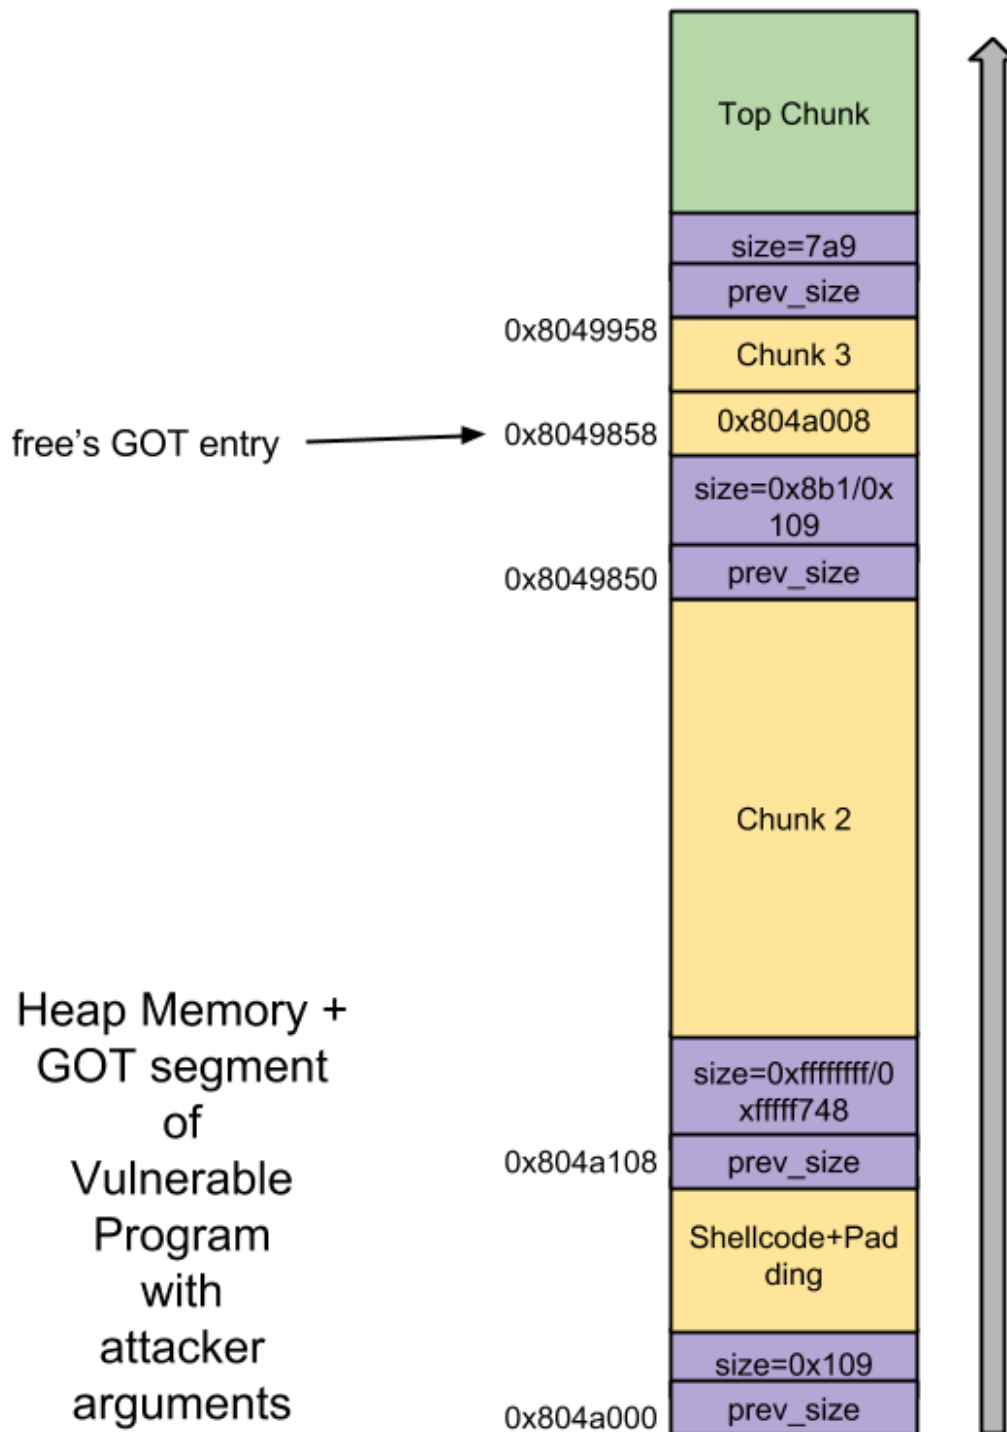 Top Chunk
size=7a9
prev_size
0x8049958
Chunk 3
free's GOT entry
0x8049858
0x804a008
size=0x8b1/0x
109
0x8049850
prev_size
Chunk 2
Heap Memory +
GOT segment
of
Vulnerable
Program
with
attacker
arguments
size=0xffffffff/0
xfffff748
0x804a108
prev_size
Shellcode+Pad
ding
size=0x109
0x804a000
prev_size